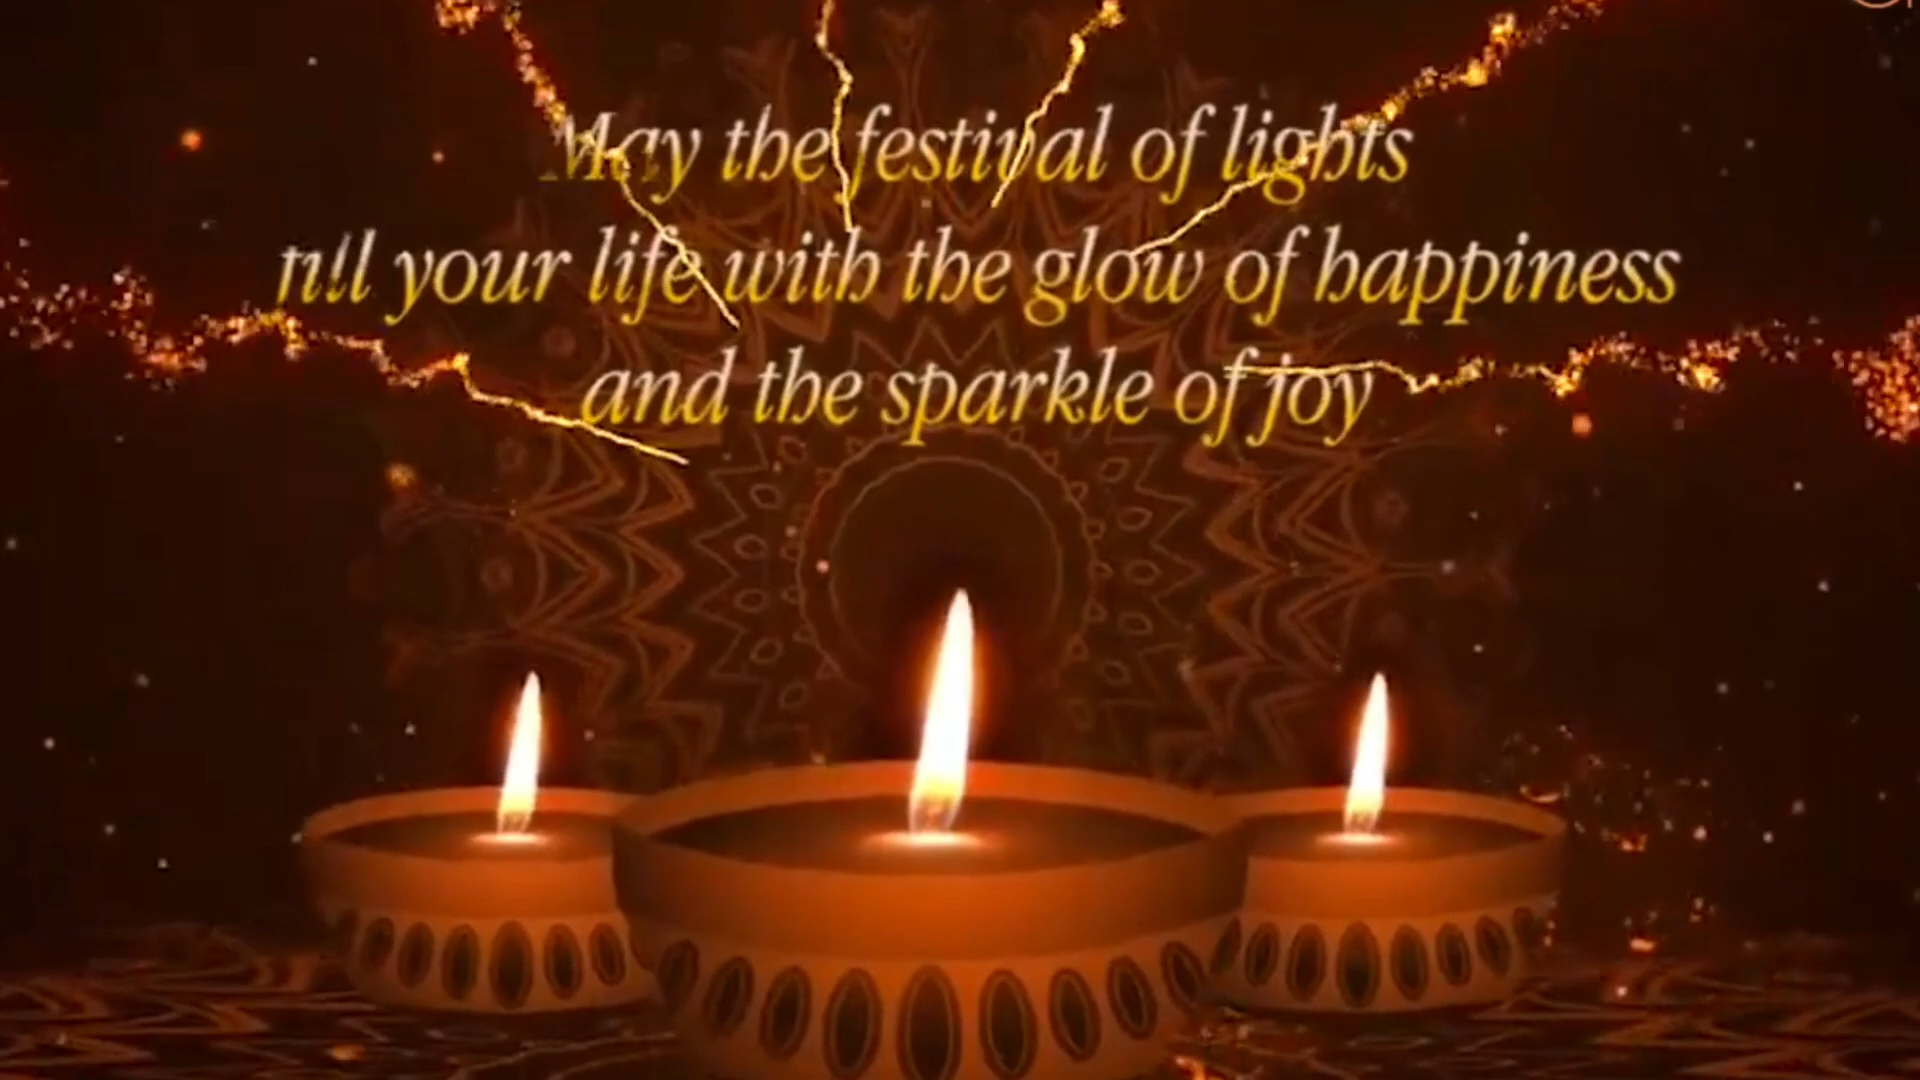 May the festival of lights
fill your life with the glow of happiness
and the sparkle of joy